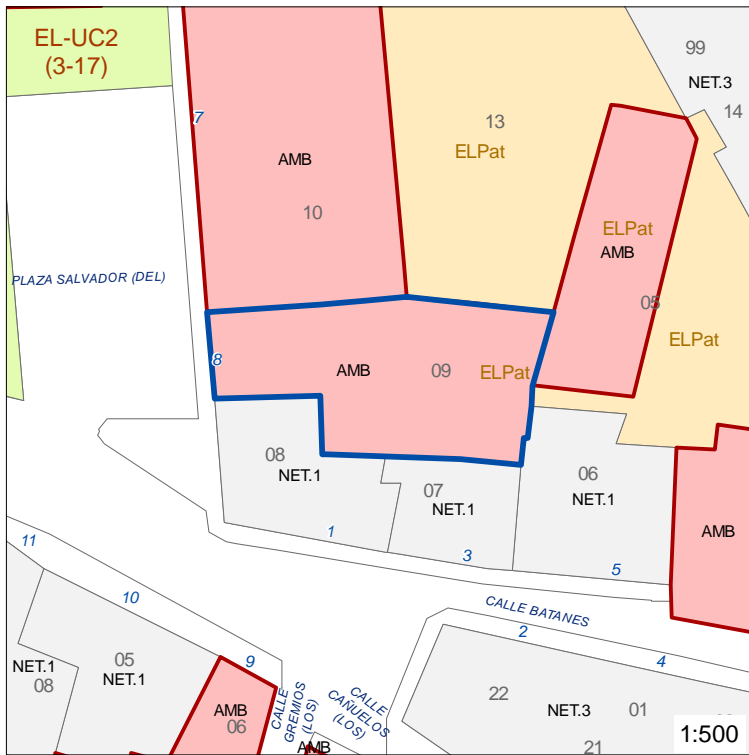 EL-UC2
(3-17)
99
NET.3
14
7
13
ELPat
AMB
10
ELPat
AMB
05
PLAZA SALVADOR (DEL)
ELPat
8
AMB
09
ELPat
08
NET.1
07
NET.1
06
NET.1
AMB
1
3
5
11
10
CALLE BATANES
2
4
9
05
NET.1
NET.1
08
AMB
06
CALLE
GREMIOS
(LOS)
CALLE
CAÑUELOS
(LOS)
AMB
22
NET.3
01
21
1:500